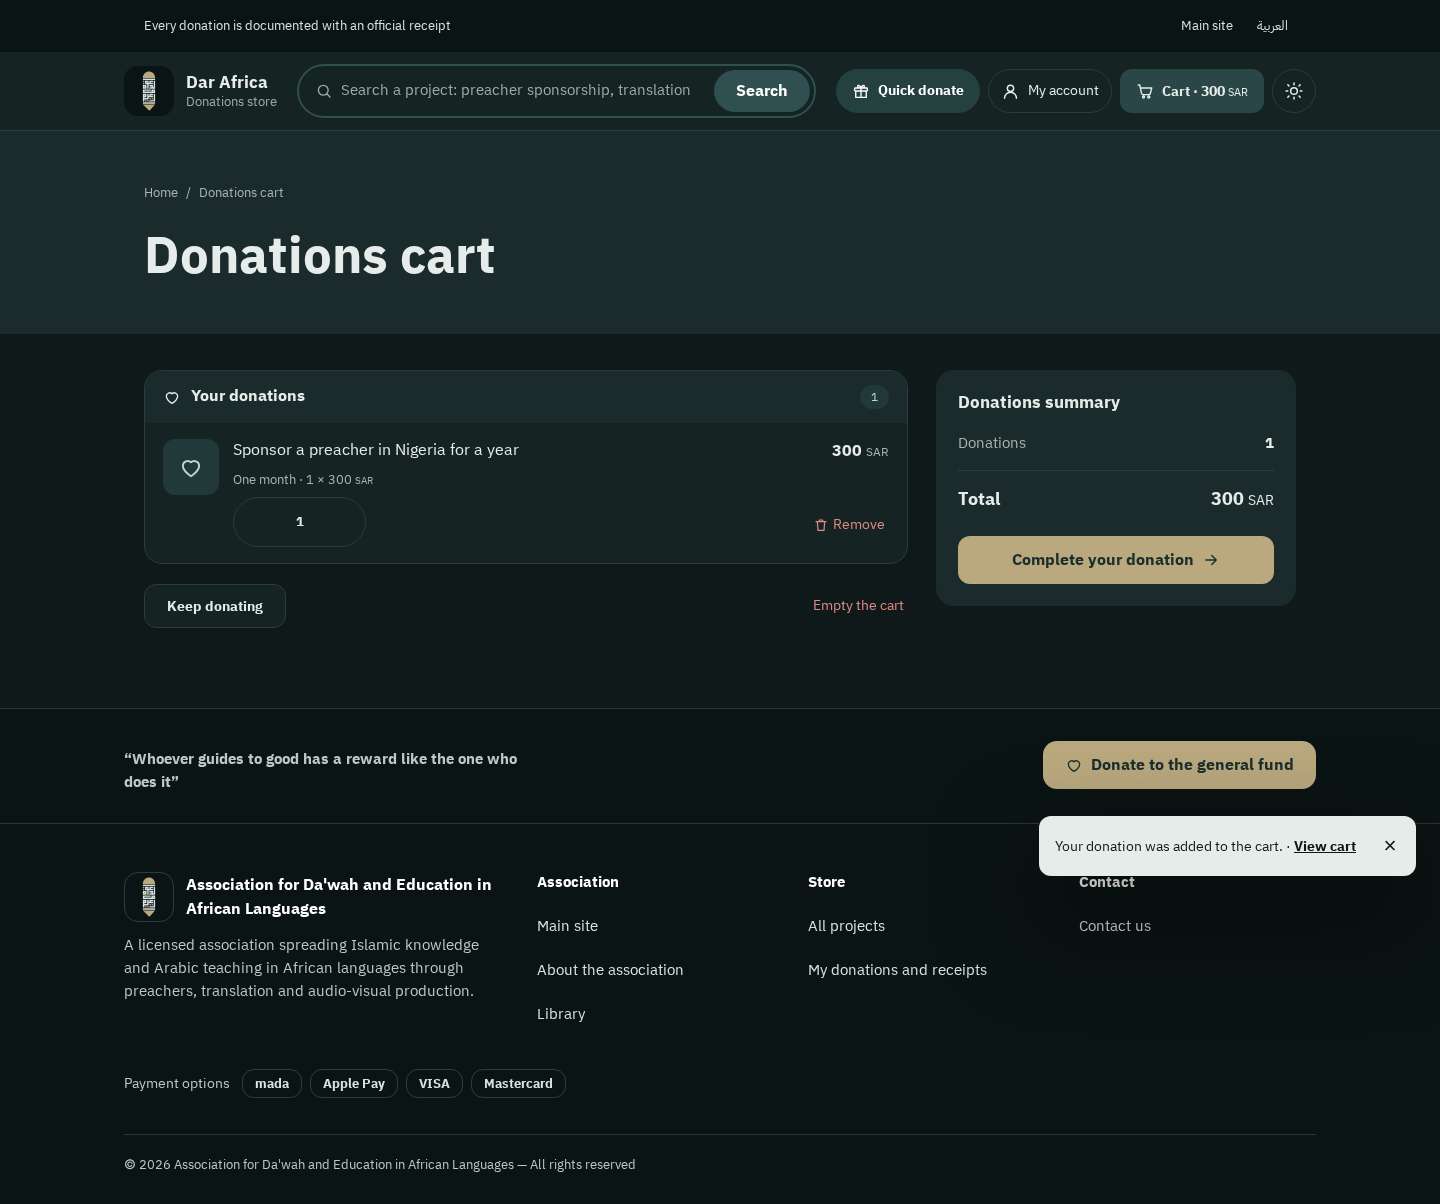 Every donation is documented with an official receipt
Main site
العربية
Dar Africa
Donations store
Search a project: preacher sponsorship, translation
Search
Quick donate
My account
Cart · 300 SAR
Home / Donations cart
Donations cart
Your donations
1
Sponsor a preacher in Nigeria for a year
300 SAR
One month · 1 × 300 SAR
1
Remove
Keep donating
Empty the cart
Donations summary
Donations 1
Total 300 SAR
Complete your donation →
“Whoever guides to good has a reward like the one who
does it”
Donate to the general fund
Your donation was added to the cart. · View cart ✕
Association for Da'wah and Education in
African Languages
A licensed association spreading Islamic knowledge
and Arabic teaching in African languages through
preachers, translation and audio-visual production.
Association
Main site
About the association
Library
Store
All projects
My donations and receipts
Contact
Contact us
Payment options mada Apple Pay VISA Mastercard
© 2026 Association for Da'wah and Education in African Languages — All rights reserved